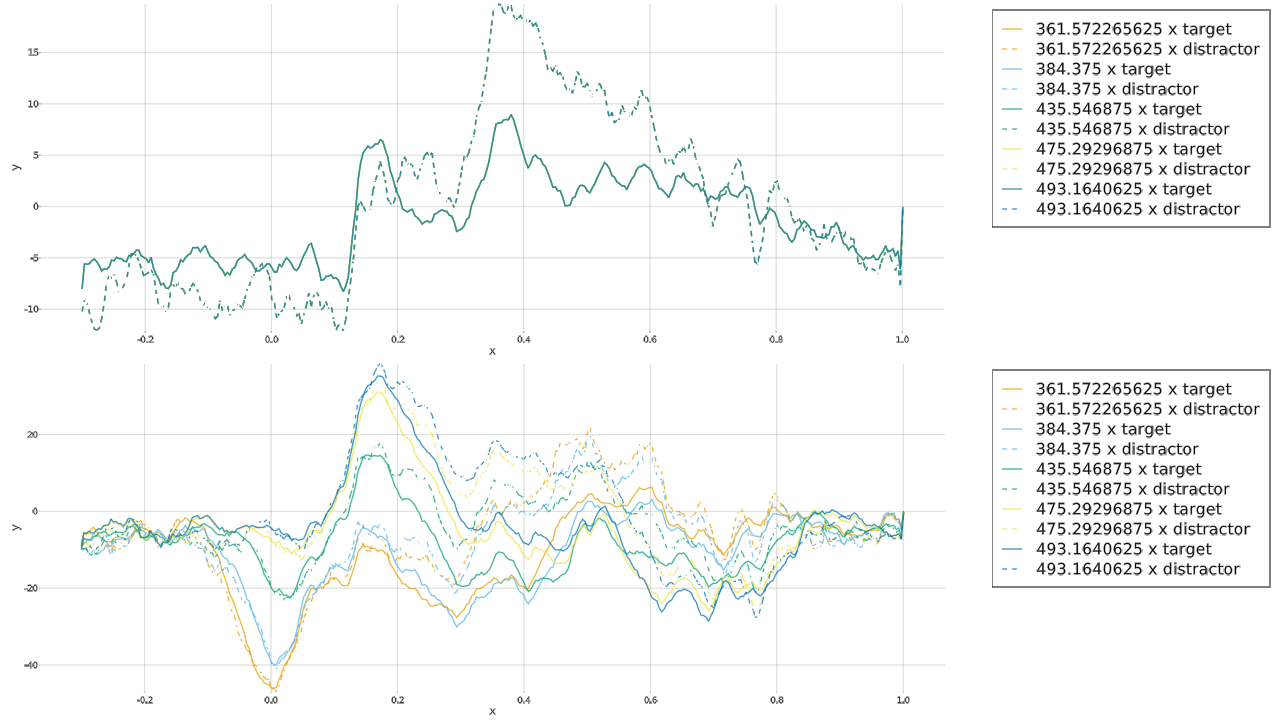 15
10
5
0
-5
-10
y
-0.2 0.0 0.2 0.4 0.6 0.8 1.0
x
361.572265625 x target
361.572265625 x distractor
384.375 x target
384.375 x distractor
435.546875 x target
435.546875 x distractor
475.29296875 x target
475.29296875 x distractor
493.1640625 x target
493.1640625 x distractor
20
0
-20
-40
y
-0.2 0.0 0.2 0.4 0.6 0.8 1.0
x
361.572265625 x target
361.572265625 x distractor
384.375 x target
384.375 x distractor
435.546875 x target
435.546875 x distractor
475.29296875 x target
475.29296875 x distractor
493.1640625 x target
493.1640625 x distractor